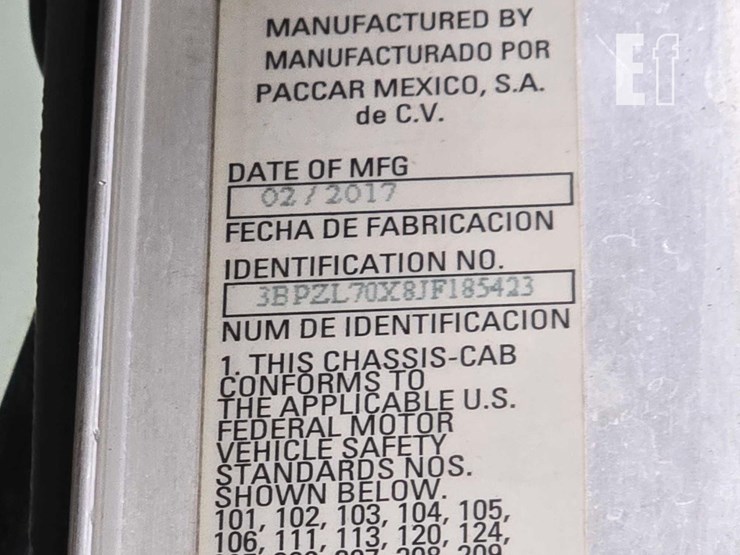 Ef
MANUFACTURED BY
MANUFACTURADO POR
PACCAR MEXICO, S.A.
de C.V.
DATE OF MFG
02 / 2017
FECHA DE FABRICACION
IDENTIFICATION NO.
3BPZL70X8JF185423
NUM DE IDENTIFICACION
1. THIS CHASSIS-CAB
CONFORMS TO
THE APPLICABLE U.S.
FEDERAL MOTOR
VEHICLE SAFETY
STANDARDS NOS.
SHOWN BELOW.
101, 102, 103, 104, 105,
106, 111, 113, 120, 124,